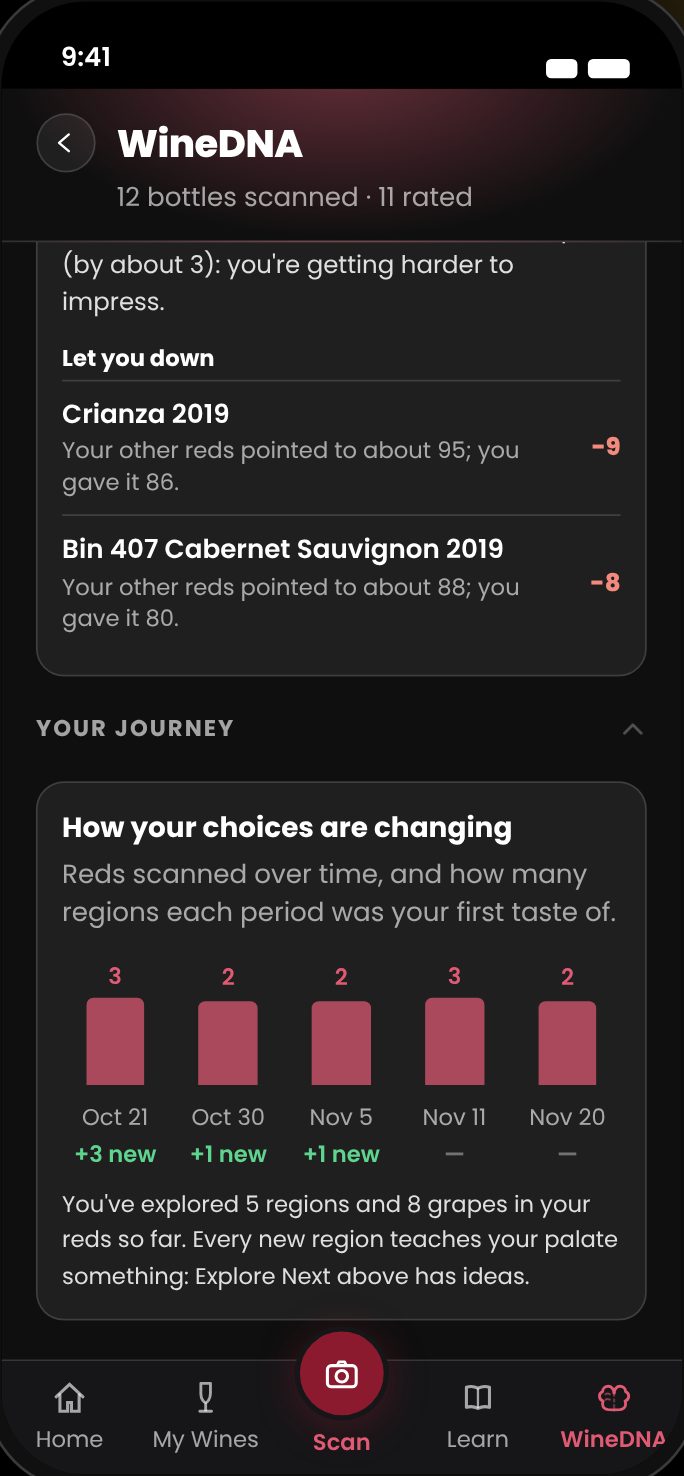 9:41
WineDNA
12 bottles scanned · 11 rated
(by about 3): you're getting harder to
impress.
Let you down
Crianza 2019
Your other reds pointed to about 95; you
gave it 86.
−9
Bin 407 Cabernet Sauvignon 2019
Your other reds pointed to about 88; you
gave it 80.
−8
YOUR JOURNEY
How your choices are changing
Reds scanned over time, and how many
regions each period was your first taste of.
3 2 2 3 2
Oct 21 Oct 30 Nov 5 Nov 11 Nov 20
+3 new +1 new +1 new — —
You've explored 5 regions and 8 grapes in your
reds so far. Every new region teaches your palate
something: Explore Next above has ideas.
Home My Wines Scan Learn WineDNA